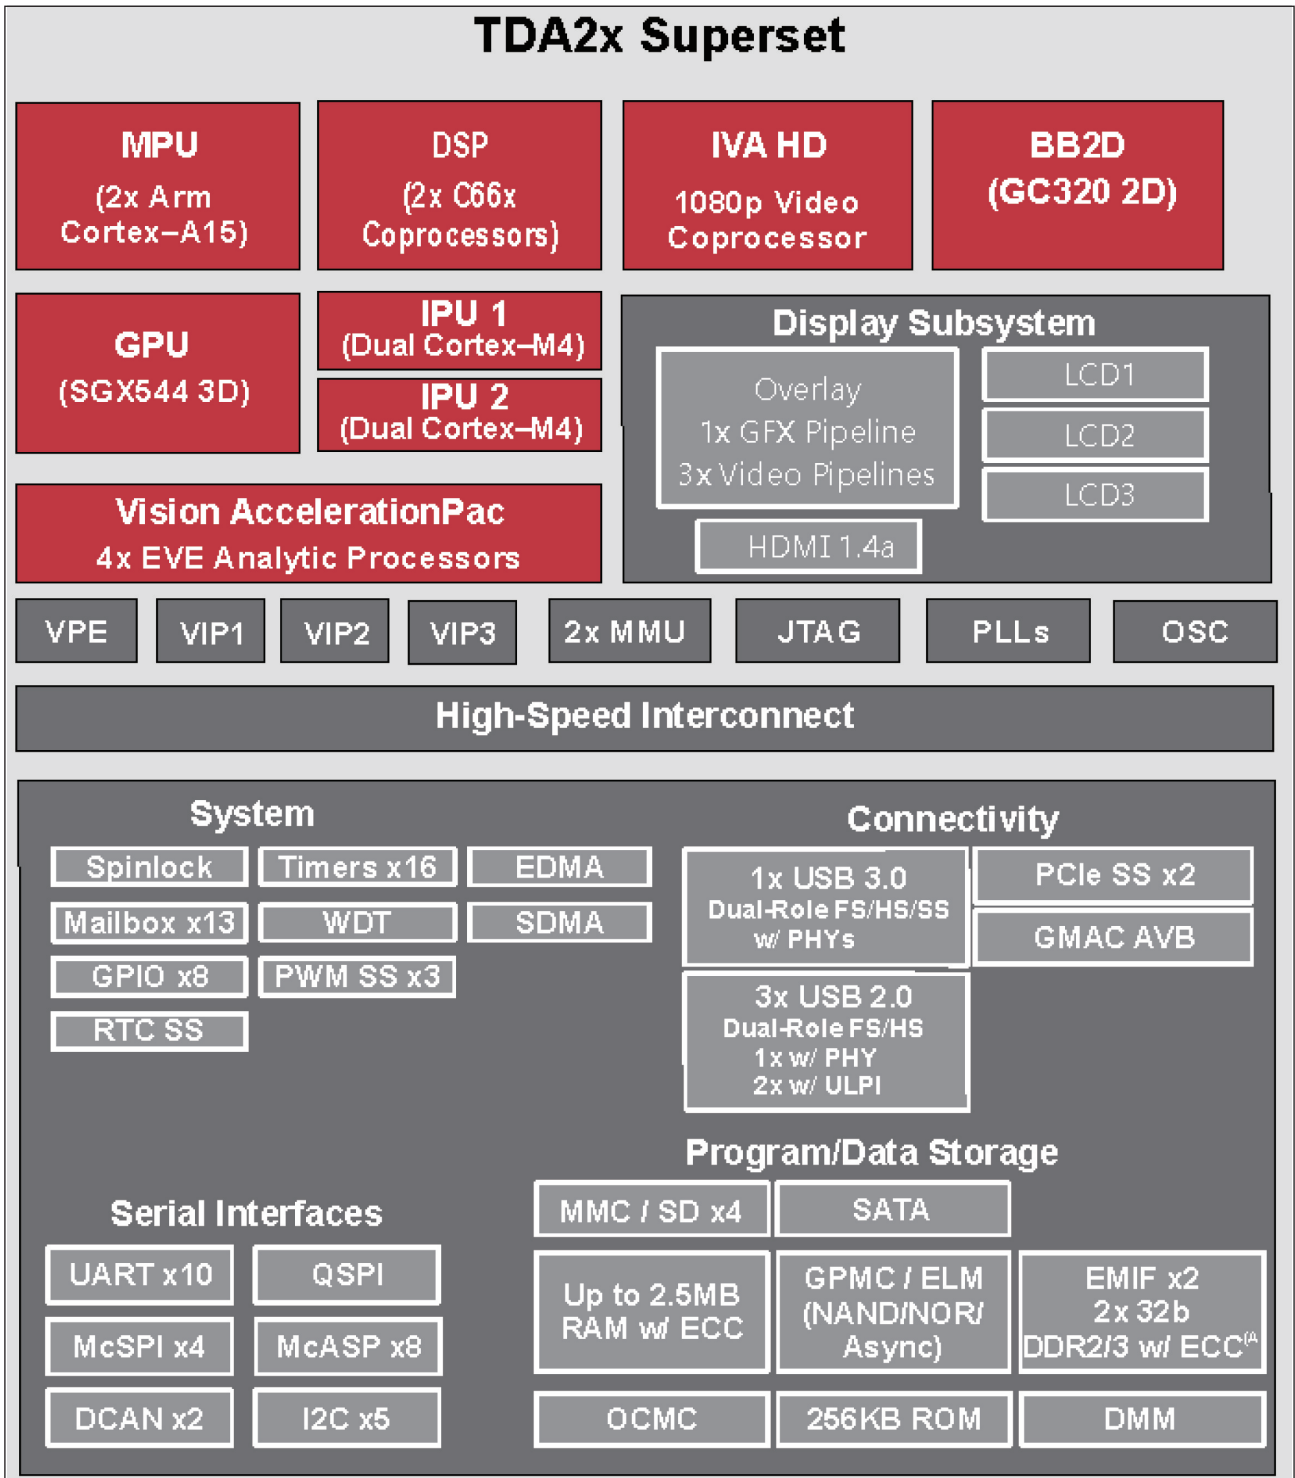 TDA2x Superset
MPU
(2x Arm
Cortex–A15)
DSP
(2x C66x
Coprocessors)
IVA HD
1080p Video
Coprocessor
BB2D
(GC320 2D)
GPU
(SGX544 3D)
IPU 1
(Dual Cortex–M4)
IPU 2
(Dual Cortex–M4)
Display Subsystem
Overlay
1x GFX Pipeline
3x Video Pipelines
LCD1
LCD2
LCD3
HDMI 1.4a
Vision AccelerationPac
4x EVE Analytic Processors
VPE
VIP1
VIP2
VIP3
2x MMU
JTAG
PLLs
OSC
High-Speed Interconnect
System
Spinlock
Timers x16
EDMA
Mailbox x13
WDT
SDMA
GPIO x8
PWM SS x3
RTC SS
Connectivity
1x USB 3.0
Dual-Role FS/HS/SS
w/ PHYs
PCIe SS x2
GMAC AVB
3x USB 2.0
Dual-Role FS/HS
1x w/ PHY
2x w/ ULPI
Serial Interfaces
UART x10
QSPI
McSPI x4
McASP x8
DCAN x2
I2C x5
Program/Data Storage
MMC / SD x4
SATA
Up to 2.5MB
RAM w/ ECC
GPMC / ELM
(NAND/NOR/
Async)
EMIF x2
2x 32b
DDR2/3 w/ ECC(A
OCMC
256KB ROM
DMM